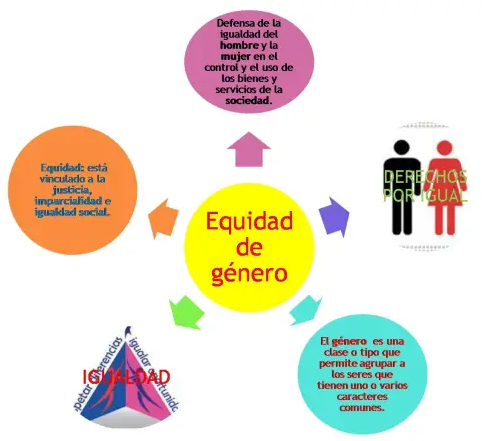 Defensa de la
igualdad del
hombre y la
mujer en el
control y el uso de
los bienes y
servicios de la
sociedad.
Equidad: está
vinculado a la
justicia,
imparcialidad e
igualdad social.
DERECHOS
POR IGUAL
Equidad
de
género
El género es una
clase o tipo que
permite agrupar a
los seres que
tienen uno o varios
caracteres
comunes.
IGUALDAD
igualar